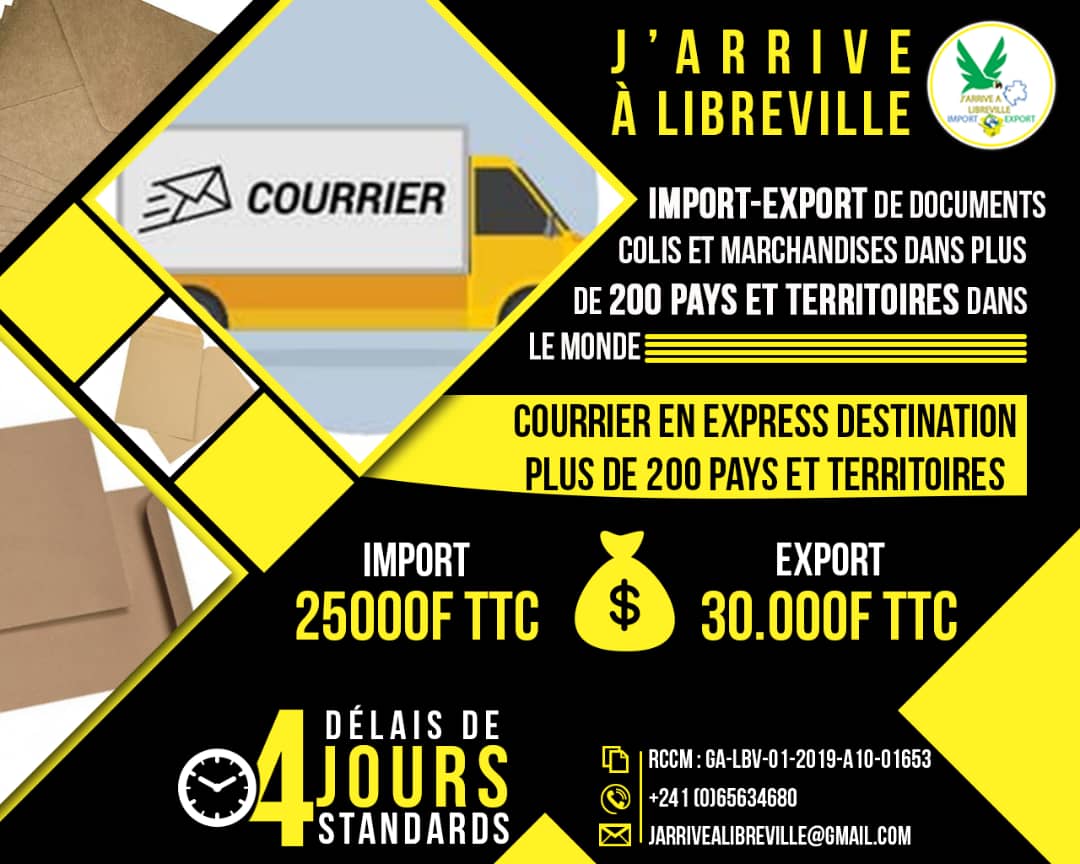 J'ARRIVE
À LIBREVILLE
J'ARRIVE A
LIBREVILLE
IMPORT EXPORT
COURRIER
IMPORT-EXPORT DE DOCUMENTS
COLIS ET MARCHANDISES DANS PLUS
DE 200 PAYS ET TERRITOIRES DANS
LE MONDE
COURRIER EN EXPRESS DESTINATION
PLUS DE 200 PAYS ET TERRITOIRES
IMPORT
25000F TTC
$
EXPORT
30.000F TTC
DÉLAIS DE
4 JOURS
STANDARDS
RCCM : GA-LBV-01-2019-A10-01653
+241 (0)65634680
JARRIVEALIBREVILLE@GMAIL.COM